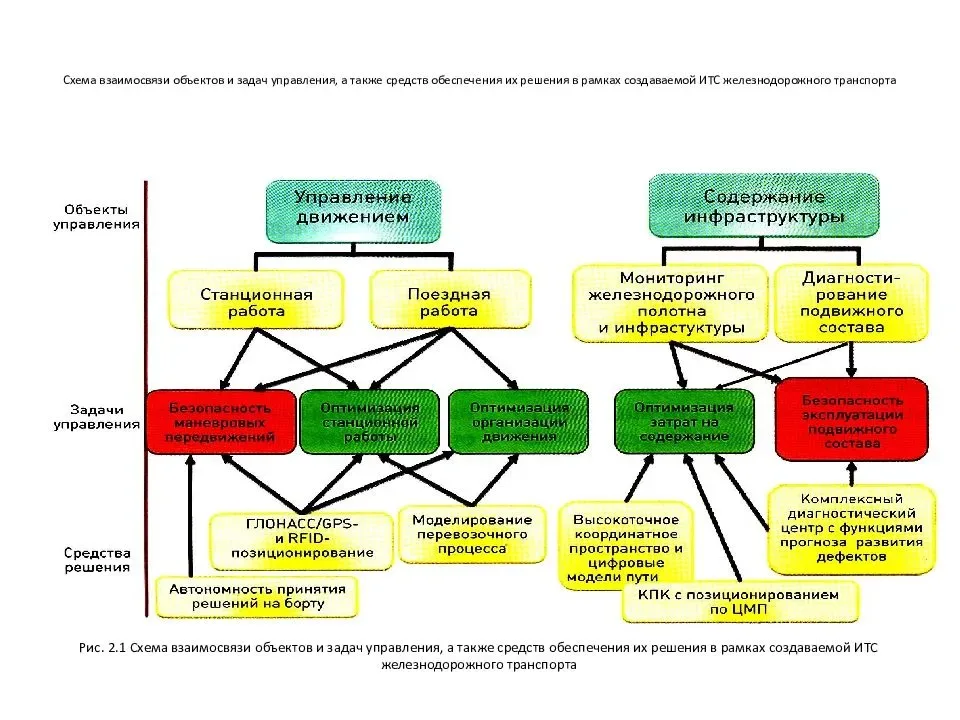 Схема взаимосвязи объектов и задач управления, а также средств обеспечения их решения в рамках создаваемой ИТС железнодорожного транспорта
Объекты
управления
Управление
движением
Содержание
инфраструктуры
Станционная
работа
Поездная
работа
Мониторинг
железнодорожного
полотна
и инфрастуктуры
Диагности-
рование
подвижного
состава
Задачи
управления
Безопасность
маневровых
передвижений
Оптимизация
станционной
работы
Оптимизация
организации
движения
Оптимизация
затрат на
содержание
Безопасность
эксплуатации
подвижного
состава
Средства
решения
ГЛОНАСС/GPS-
и RFID-
позиционирование
Моделирование
перевозочного
процесса
Высокоточное
координатное
пространство и
цифровые
модели пути
Комплексный
диагностический
центр с функциями
прогноза развития
дефектов
Автономность принятия
решений на борту
КПК с позиционированием
по ЦМП
Рис. 2.1 Схема взаимосвязи объектов и задач управления, а также средств обеспечения их решения в рамках создаваемой ИТС
железнодорожного транспорта